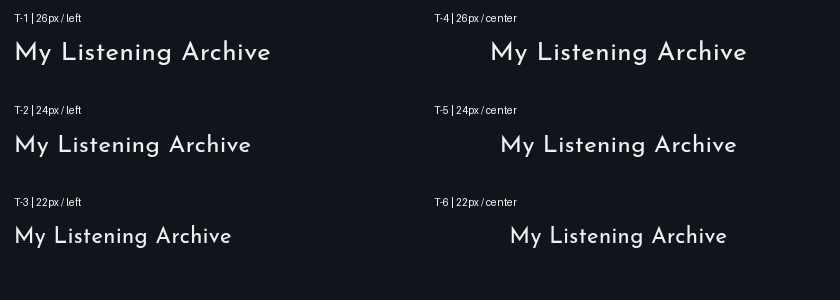 T-1 | 26px / left
My Listening Archive
T-2 | 24px / left
My Listening Archive
T-3 | 22px / left
My Listening Archive
T-4 | 26px / center
My Listening Archive
T-5 | 24px / center
My Listening Archive
T-6 | 22px / center
My Listening Archive